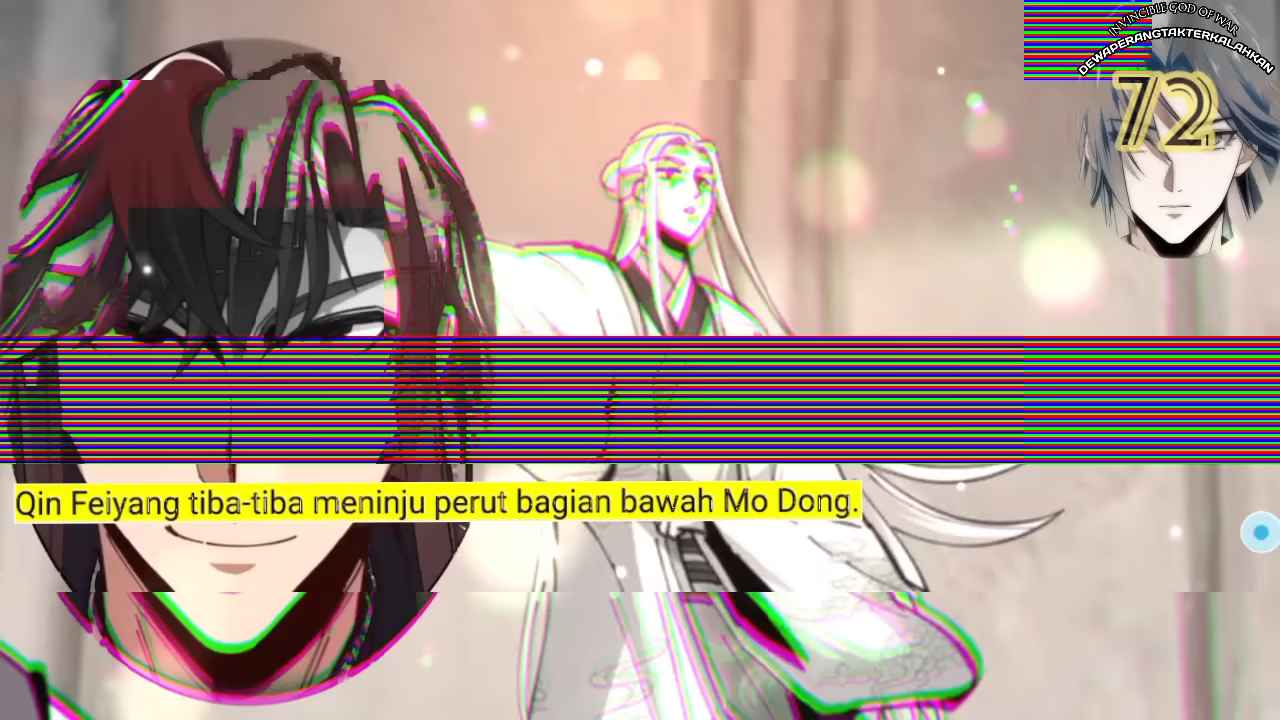 INVINCIBLE GOD OF WAR
DEWAPERANGTAKTERKALAHKAN
72
Qin Feiyang tiba-tiba meninju perut bagian bawah Mo Dong.